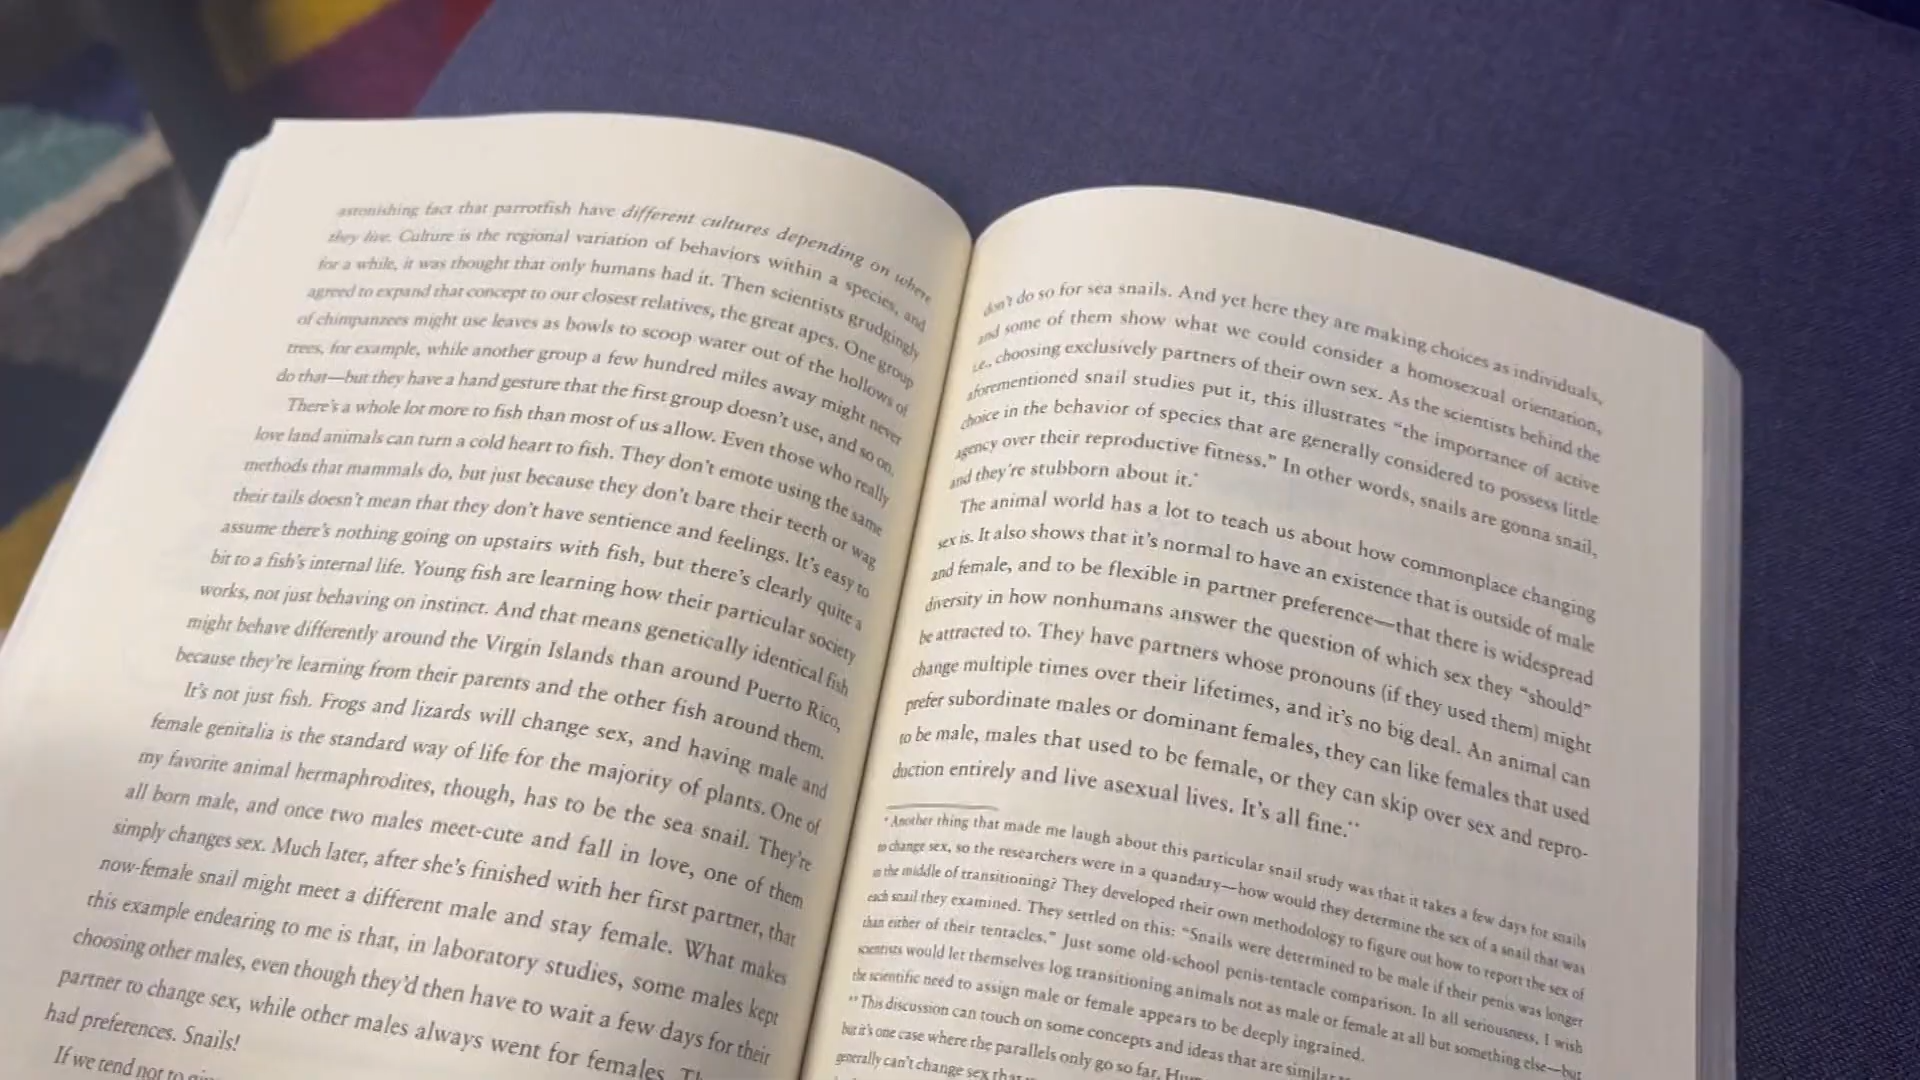 astonishing fact that parrotfish have different cultures depending on where
they live. Culture is the regional variation of behaviors within a species, and
for a while, it was thought that only humans had it. Then scientists grudgingly
agreed to expand that concept to our closest relatives, the great apes. One group
of chimpanzees might use leaves as bowls to scoop water out of the hollows of
trees, for example, while another group a few hundred miles away might never
do that—but they have a hand gesture that the first group doesn't use, and so on.
There's a whole lot more to fish than most of us allow. Even those who really
love land animals can turn a cold heart to fish. They don't emote using the same
methods that mammals do, but just because they don't bare their teeth or wag
their tails doesn't mean that they don't have sentience and feelings. It's easy to
assume there's nothing going on upstairs with fish, but there's clearly quite a
bit to a fish's internal life. Young fish are learning how their particular society
works, not just behaving on instinct. And that means genetically identical fish
might behave differently around the Virgin Islands than around Puerto Rico,
because they're learning from their parents and the other fish around them.
It's not just fish. Frogs and lizards will change sex, and having male and
female genitalia is the standard way of life for the majority of plants. One of
my favorite animal hermaphrodites, though, has to be the sea snail. They're
all born male, and once two males meet-cute and fall in love, one of them
simply changes sex. Much later, after she's finished with her first partner, that
now-female snail might meet a different male and stay female. What makes
this example endearing to me is that, in laboratory studies, some males kept
choosing other males, even though they'd then have to wait a few days for their
partner to change sex, while other males always went for females.
had preferences. Snails!
If we tend not to
don't do so for sea snails. And yet here they are making choices as individuals,
and some of them show what we could consider a homosexual orientation,
i.e., choosing exclusively partners of their own sex. As the scientists behind the
aforementioned snail studies put it, this illustrates "the importance of active
choice in the behavior of species that are generally considered to possess little
agency over their reproductive fitness." In other words, snails are gonna snail,
and they're stubborn about it.*
The animal world has a lot to teach us about how commonplace changing
sex is. It also shows that it's normal to have an existence that is outside of male
and female, and to be flexible in partner preference—that there is widespread
diversity in how nonhumans answer the question of which sex they "should"
be attracted to. They have partners whose pronouns (if they used them) might
change multiple times over their lifetimes, and it's no big deal. An animal can
prefer subordinate males or dominant females, they can like females that used
to be male, males that used to be female, or they can skip over sex and repro-
duction entirely and live asexual lives. It's all fine.**
* Another thing that made me laugh about this particular snail study was that it takes a few days for snails
to change sex, so the researchers were in a quandary—how would they determine the sex of a snail that was
in the middle of transitioning? They developed their own methodology to figure out how to report the sex of
each snail they examined. They settled on this: "Snails were determined to be male if their penis was longer
than either of their tentacles." Just some old-school penis-tentacle comparison. In all seriousness, I wish
scientists would let themselves log transitioning animals not as male or female at all but something else—but
the scientific need to assign male or female appears to be deeply ingrained.
** This discussion can touch on some concepts and ideas that are similar
but it's one case where the parallels only go so far.
generally can't change sex